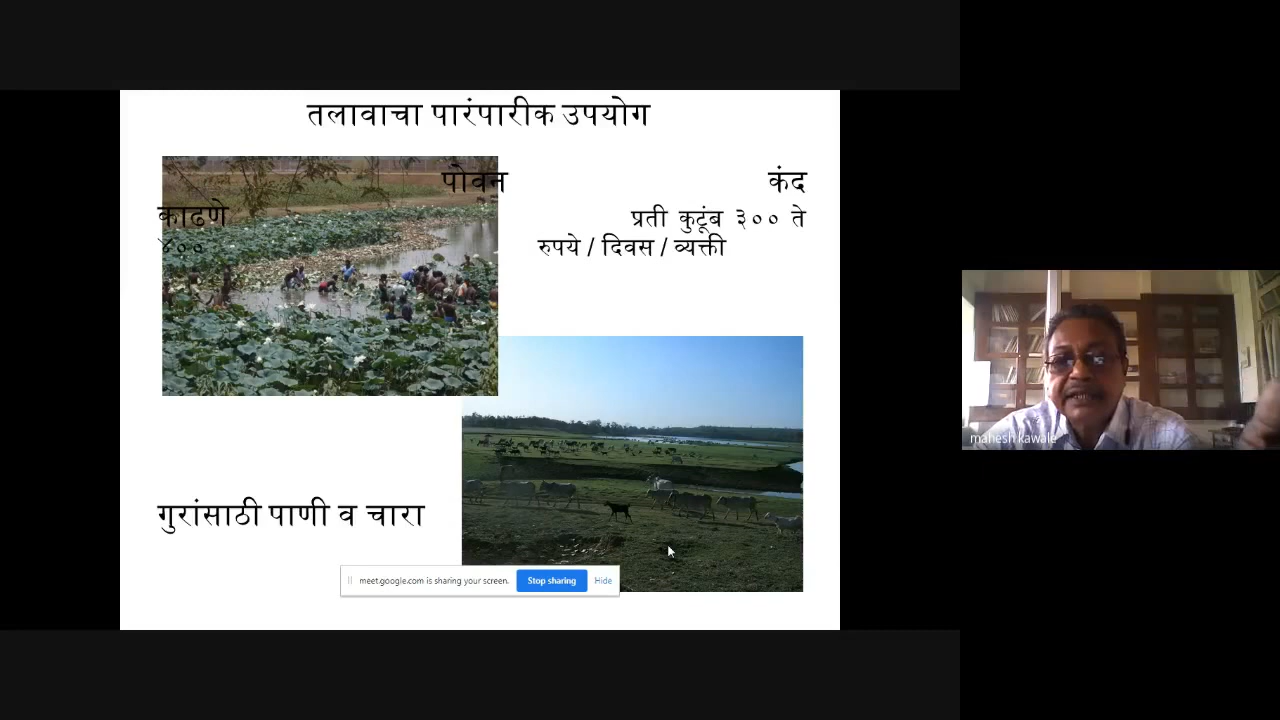 तलावाचा पारंपारीक उपयोग
पोवन कंद
काढणे प्रती कुटूंब ३०० ते
४०० रुपये / दिवस / व्यक्ती
गुरांसाठी पाणी व चारा
meet.google.com is sharing your screen. Stop sharing Hide
mahesh kawale